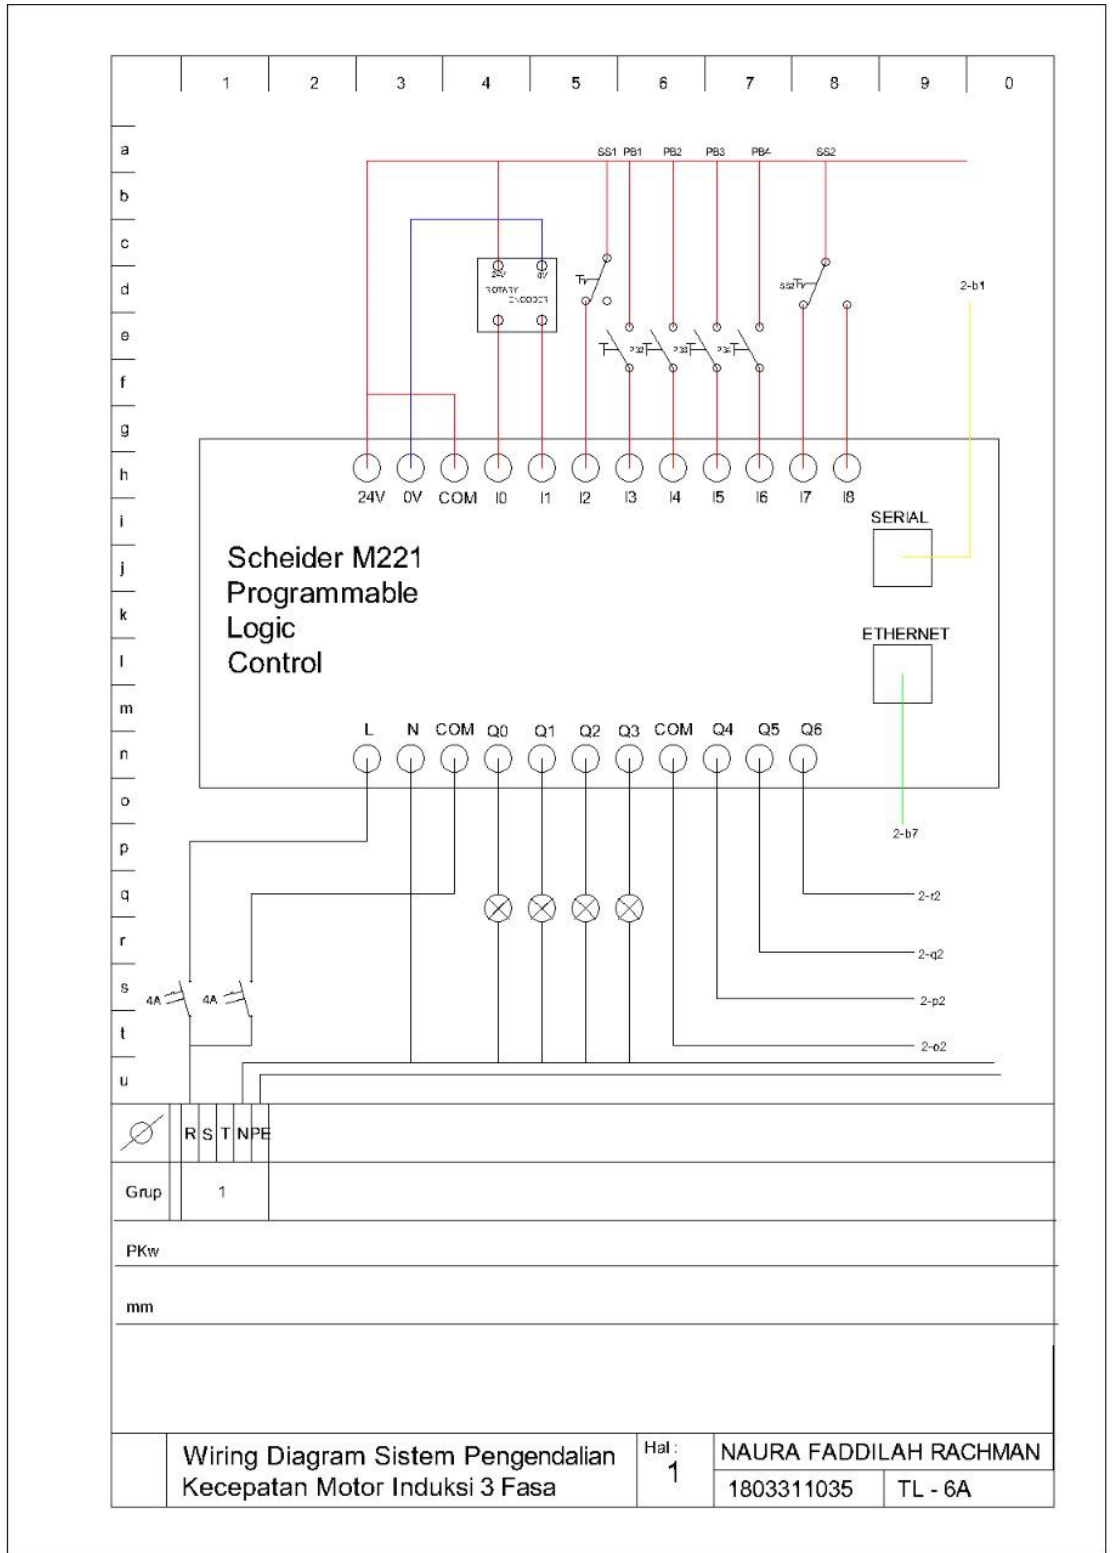 1 2 3 4 5 6 7 8 9 0
a
SS1 PB1 PB2 PB3 PB4 SS2
b
c
24V 0V
d
ROTARY
ENCODER
SS2
2-b1
e
f
g
h
24V 0V COM I0 I1 I2 I3 I4 I5 I6 I7 I8
i
SERIAL
j
Scheider M221
Programmable
Logic
Control
k
ETHERNET
l
m
L N COM Q0 Q1 Q2 Q3 COM Q4 Q5 Q6
n
o
2-b7
p
q
2-r2
r
2-q2
s
4A 4A
2-p2
t
2-o2
u
R S T N PE
Grup 1
PKw
mm
Wiring Diagram Sistem Pengendalian
Kecepatan Motor Induksi 3 Fasa
Hal :
1
NAURA FADDILAH RACHMAN
1803311035 TL - 6A